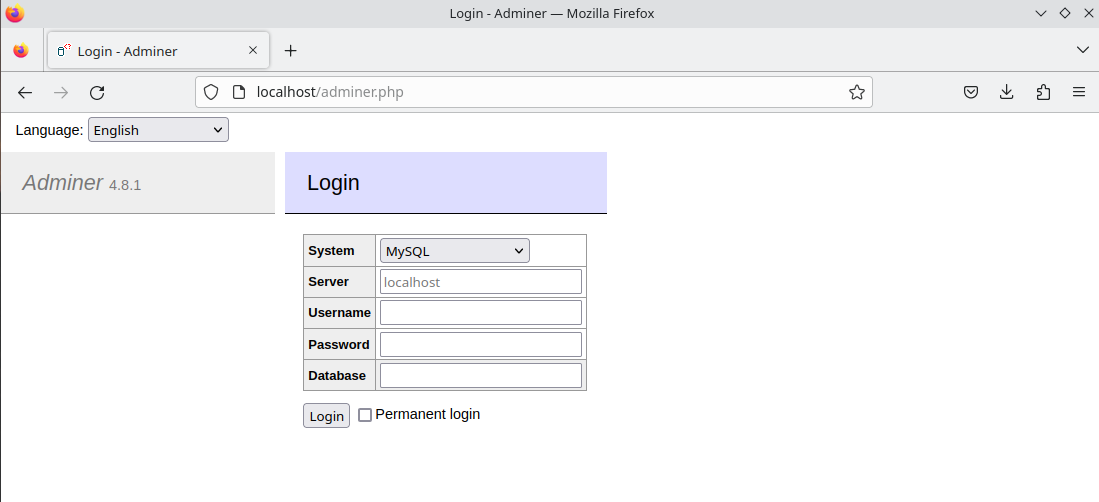 Login - Adminer — Mozilla Firefox
Login - Adminer
localhost/adminer.php
Language: English
Adminer 4.8.1
Login
System MySQL
Server localhost
Username
Password
Database
Login Permanent login